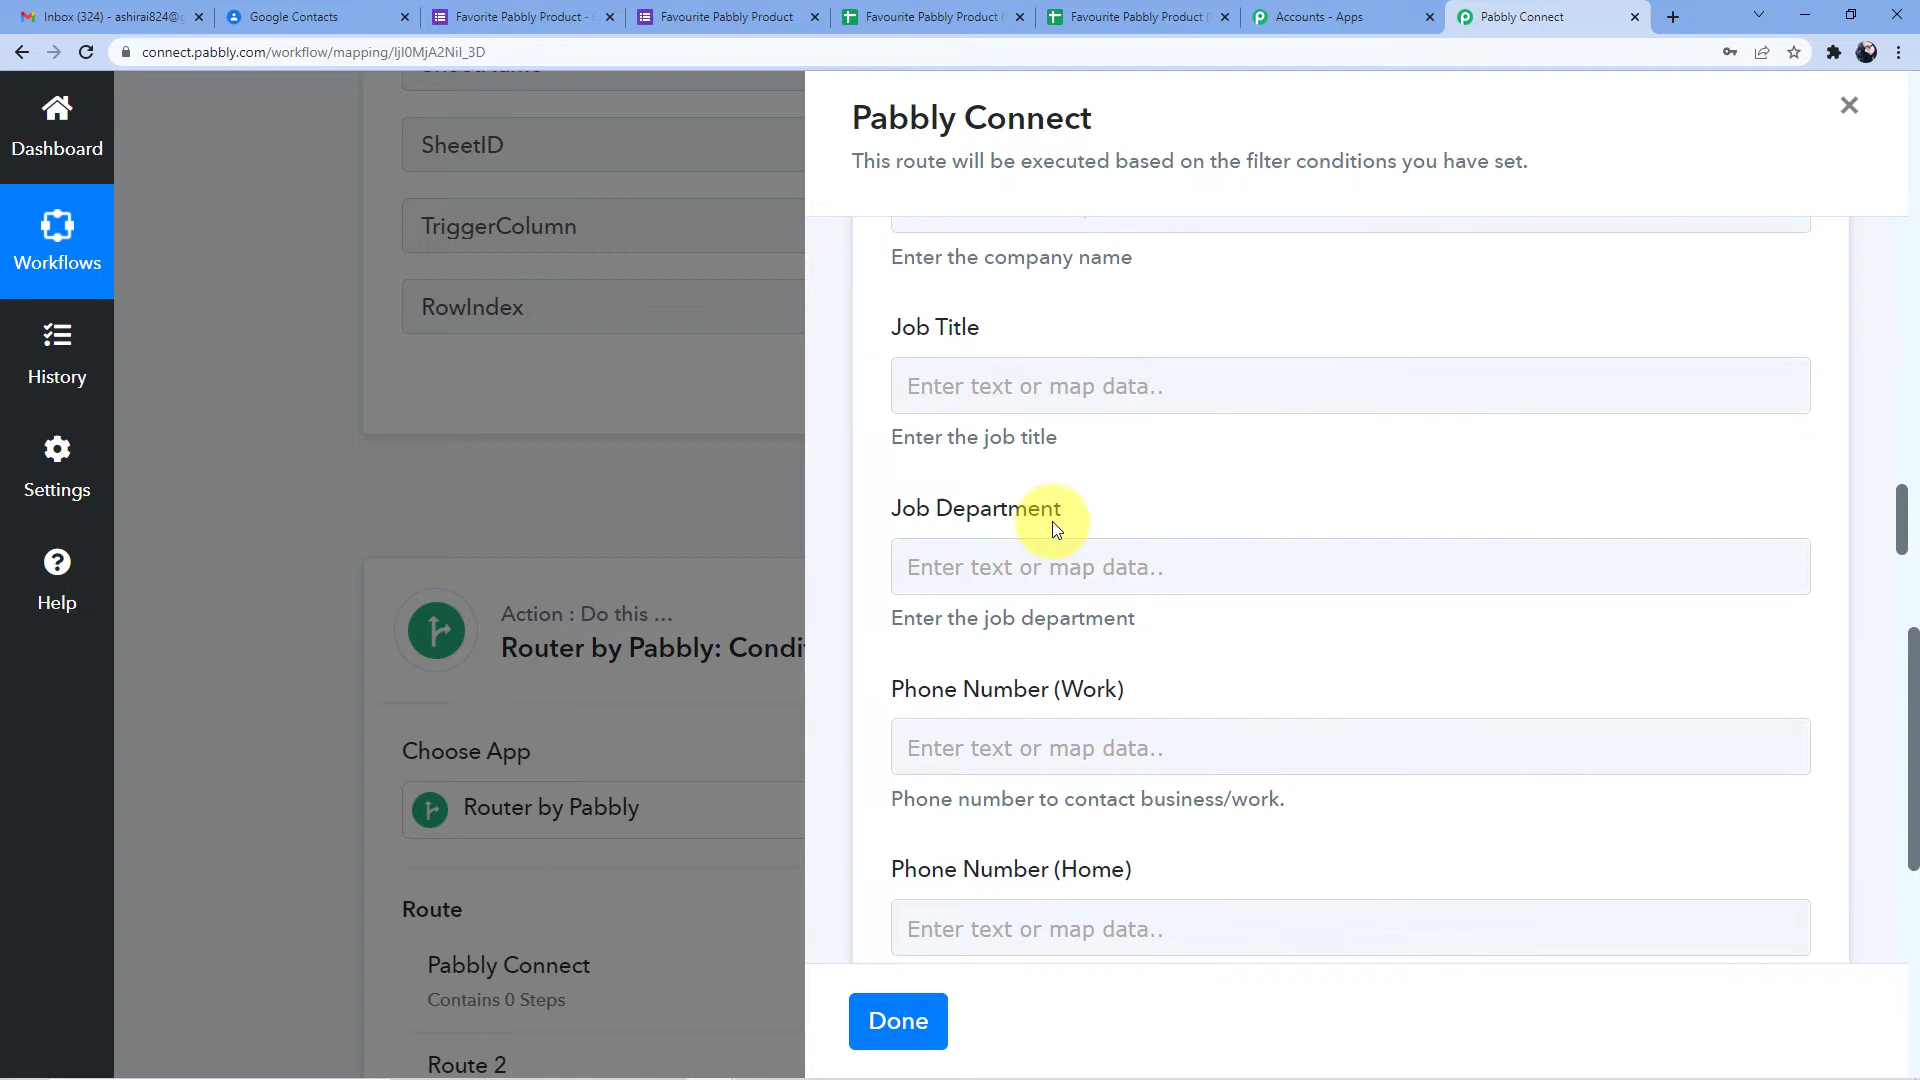 Inbox (324) - ashirai824@g
Google Contacts
Favorite Pabbly Product -
Favourite Pabbly Product
Favourite Pabbly Product (
Favourite Pabbly Product (
Accounts - Apps
Pabbly Connect
connect.pabbly.com/workflow/mapping/IjI0MjA2NiI_3D
Dashboard
Workflows
History
Settings
Help
SheetID
TriggerColumn
RowIndex
Action : Do this ...
Router by Pabbly: Condi
Choose App
Router by Pabbly
Route
Pabbly Connect
Contains 0 Steps
Route 2
Pabbly Connect
This route will be executed based on the filter conditions you have set.
Enter the company name
Job Title
Enter text or map data..
Enter the job title
Job Department
Enter text or map data..
Enter the job department
Phone Number (Work)
Enter text or map data..
Phone number to contact business/work.
Phone Number (Home)
Enter text or map data..
Done